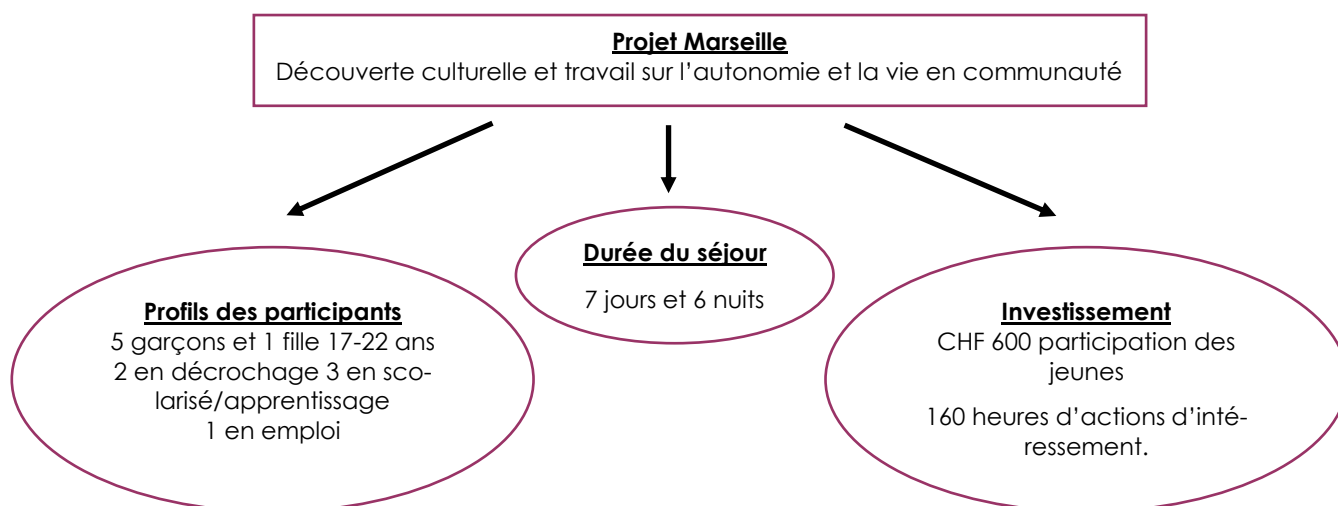 Projet Marseille
Découverte culturelle et travail sur l’autonomie et la vie en communauté
Profils des participants
5 garçons et 1 fille 17-22 ans
2 en décrochage 3 en sco-
larisé/apprentissage
1 en emploi
Durée du séjour
7 jours et 6 nuits
Investissement
CHF 600 participation des
jeunes
160 heures d’actions d’inté-
ressement.